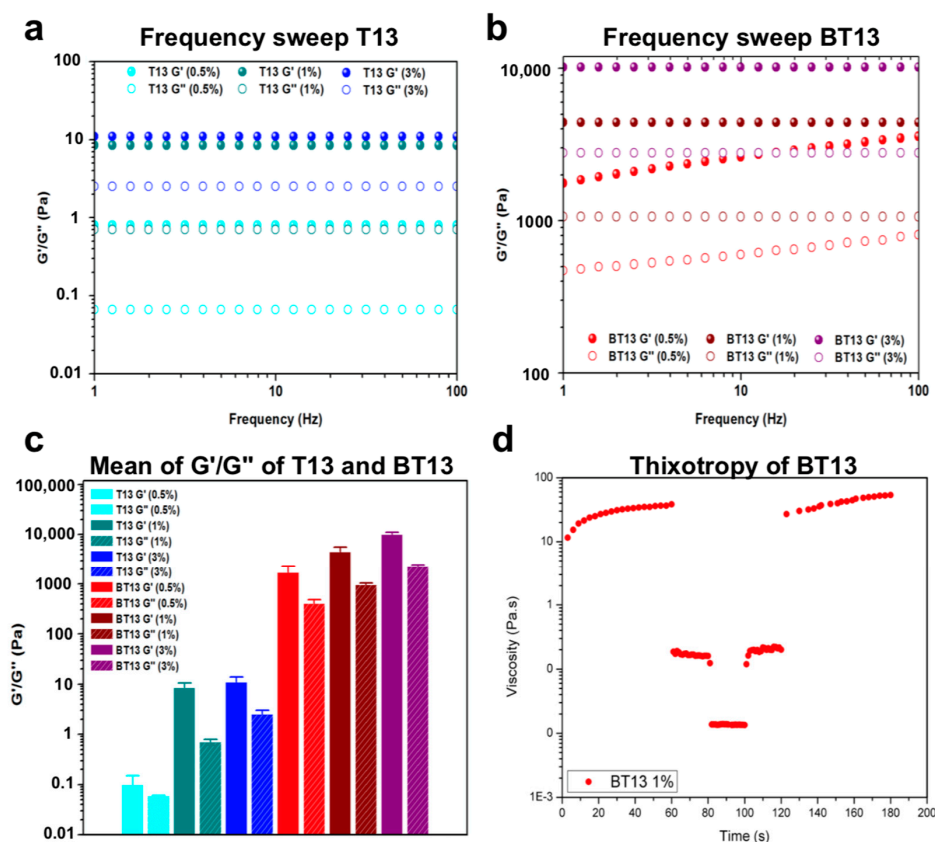 a
Frequency sweep T13
100
10
1
0.1
0.01
G'/G" (Pa)
T13 G' (0.5%) T13 G' (1%) T13 G' (3%)
T13 G" (0.5%) T13 G" (1%) T13 G" (3%)
1 10 100
Frequency (Hz)
b
Frequency sweep BT13
10,000
1000
100
G'/G" (Pa)
BT13 G' (0.5%) BT13 G' (1%) BT13 G' (3%)
BT13 G" (0.5%) BT13 G" (1%) BT13 G" (3%)
1 10 100
Frequency (Hz)
c
Mean of G'/G" of T13 and BT13
100,000
10,000
1000
100
10
1
0.1
0.01
G'/G" (Pa)
T13 G' (0.5%)
T13 G" (0.5%)
T13 G' (1%)
T13 G" (1%)
T13 G' (3%)
T13 G" (3%)
BT13 G' (0.5%)
BT13 G" (0.5%)
BT13 G' (1%)
BT13 G" (1%)
BT13 G' (3%)
BT13 G" (3%)
d
Thixotropy of BT13
100
10
0
0
1E-3
Viscosity (Pa.s)
BT13 1%
0 20 40 60 80 100 120 140 160 180 200
Time (s)